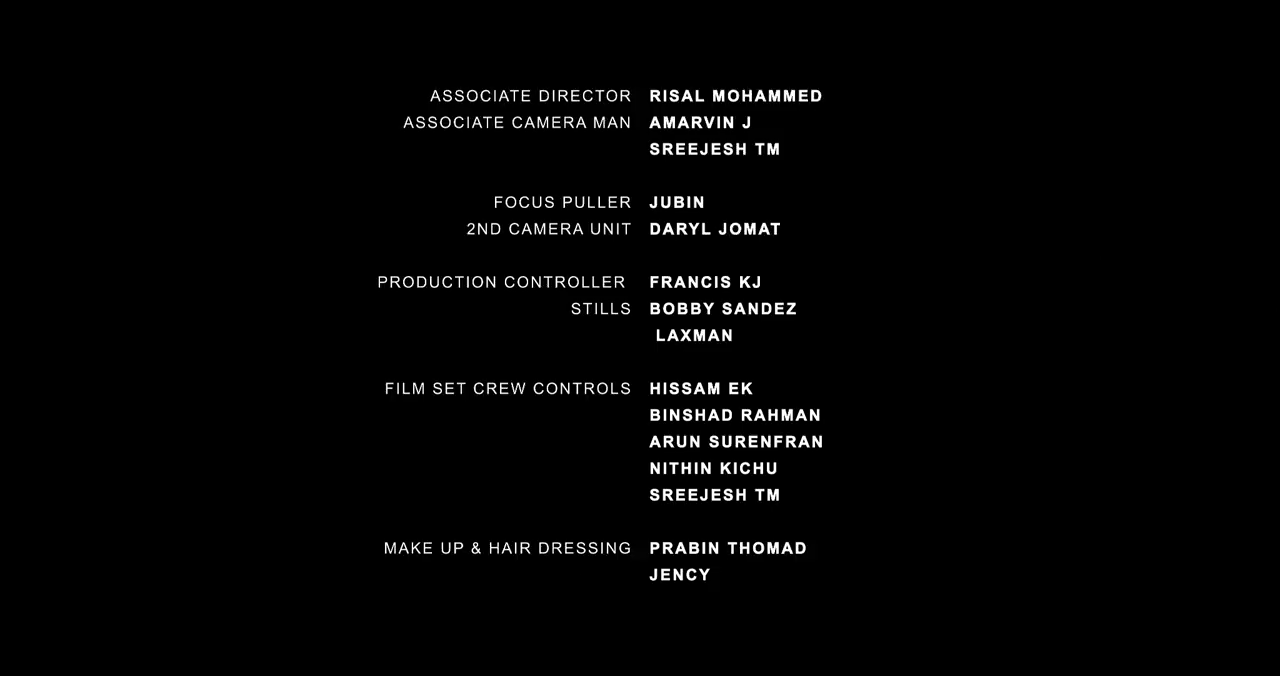 ASSOCIATE DIRECTOR RISAL MOHAMMED
ASSOCIATE CAMERA MAN AMARVIN J
SREEJESH TM
FOCUS PULLER JUBIN
2ND CAMERA UNIT DARYL JOMAT
PRODUCTION CONTROLLER FRANCIS KJ
STILLS BOBBY SANDEZ
LAXMAN
FILM SET CREW CONTROLS HISSAM EK
BINSHAD RAHMAN
ARUN SURENFRAN
NITHIN KICHU
SREEJESH TM
MAKE UP & HAIR DRESSING PRABIN THOMAD
JENCY